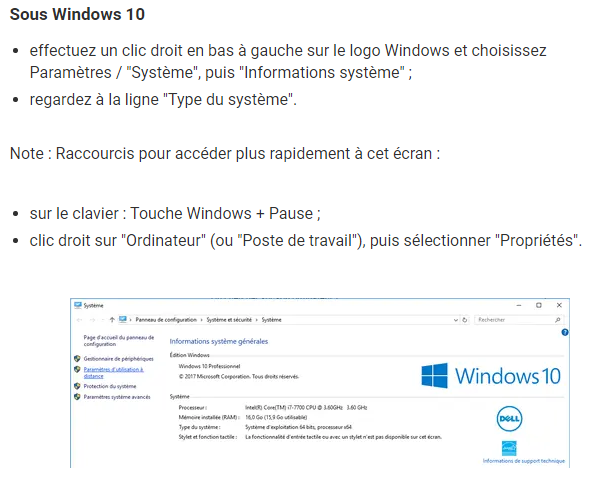 Sous Windows 10
effectuez un clic droit en bas à gauche sur le logo Windows et choisissez
Paramètres / "Système", puis "Informations système" ;
regardez à la ligne "Type du système".
Note : Raccourcis pour accéder plus rapidement à cet écran :
sur le clavier : Touche Windows + Pause ;
clic droit sur "Ordinateur" (ou "Poste de travail"), puis sélectionner "Propriétés".
Système
Panneau de configuration > Système et sécurité > Système
Rechercher
Page d'accueil du panneau de
configuration
Gestionnaire de périphériques
Paramètres d'utilisation à
distance
Protection du système
Paramètres système avancés
Informations système générales
Édition Windows
Windows 10 Professionnel
© 2017 Microsoft Corporation. Tous droits réservés.
Windows 10
Système
Processeur : Intel(R) Core(TM) i7-7700 CPU @ 3.60GHz 3.60 GHz
Mémoire installée (RAM) : 16,0 Go (15,9 Go utilisable)
Type du système : Système d'exploitation 64 bits, processeur x64
Stylet et fonction tactile : La fonctionnalité d'entrée tactile ou avec un stylet n'est pas disponible sur cet écran.
DELL
Informations de support technique